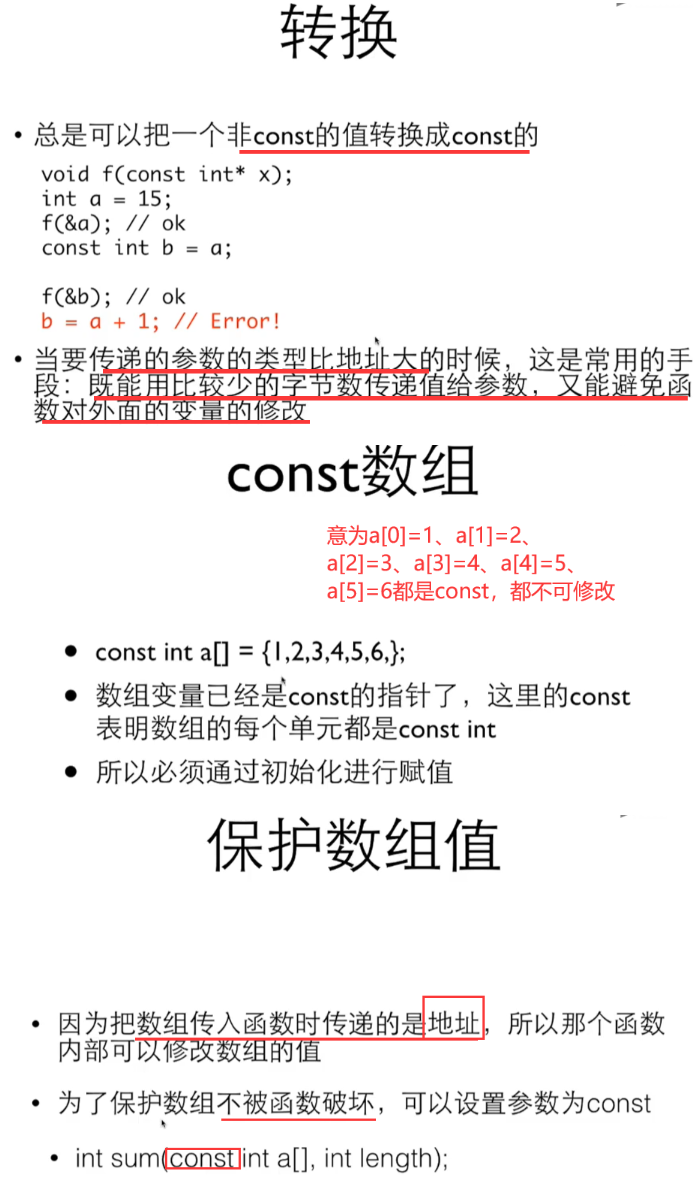 转换
• 总是可以把一个非const的值转换成const的
void f(const int* x);
int a = 15;
f(&a); // ok
const int b = a;
f(&b); // ok
b = a + 1; // Error!
• 当要传递的参数的类型比地址大的时候，这是常用的手
段：既能用比较少的字节数传递值给参数，又能避免函
数对外面的变量的修改
const数组
意为a[0]=1、a[1]=2、
a[2]=3、a[3]=4、a[4]=5、
a[5]=6都是const，都不可修改
• const int a[] = {1,2,3,4,5,6,};
• 数组变量已经是const的指针了，这里的const
表明数组的每个单元都是const int
• 所以必须通过初始化进行赋值
保护数组值
• 因为把数组传入函数时传递的是地址，所以那个函数
内部可以修改数组的值
• 为了保护数组不被函数破坏，可以设置参数为const
• int sum(const int a[], int length);